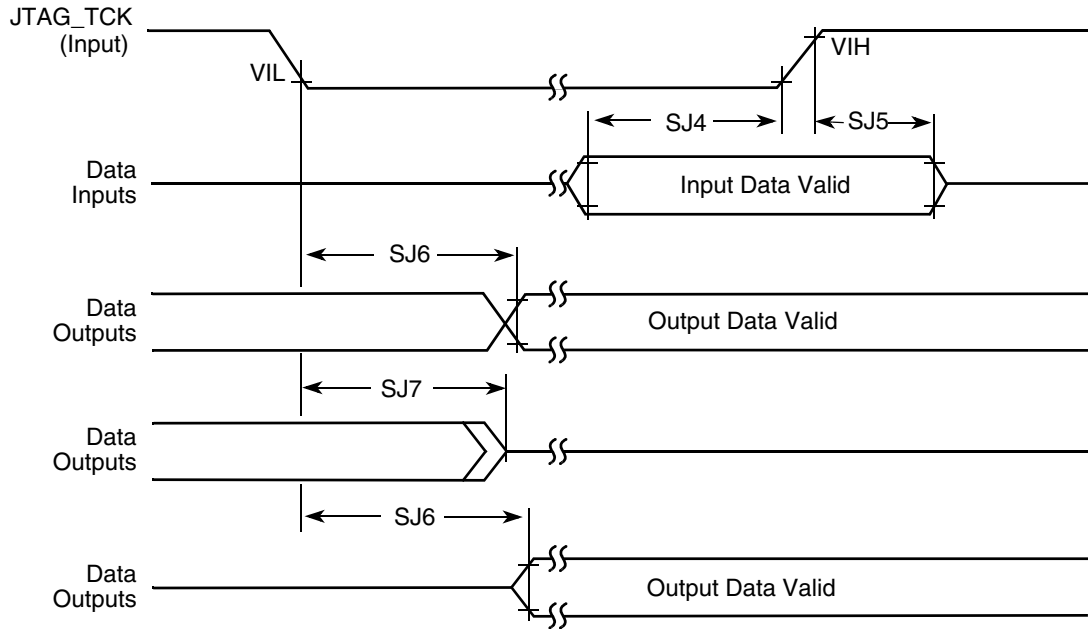 JTAG_TCK
(Input)
VIL
VIH
SJ4
SJ5
Data
Inputs
Input Data Valid
SJ6
Data
Outputs
Output Data Valid
SJ7
Data
Outputs
SJ6
Data
Outputs
Output Data Valid